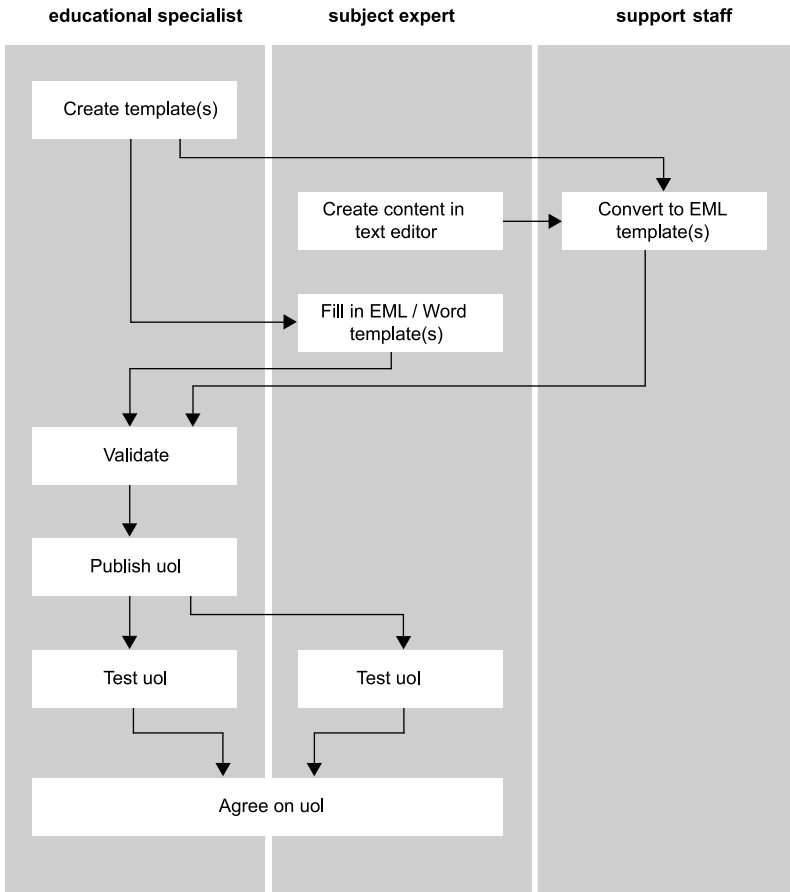 educational specialist
subject expert
support staff
Create template(s)
Create content in
text editor
Convert to EML
template(s)
Fill in EML / Word
template(s)
Validate
Publish uol
Test uol
Test uol
Agree on uol